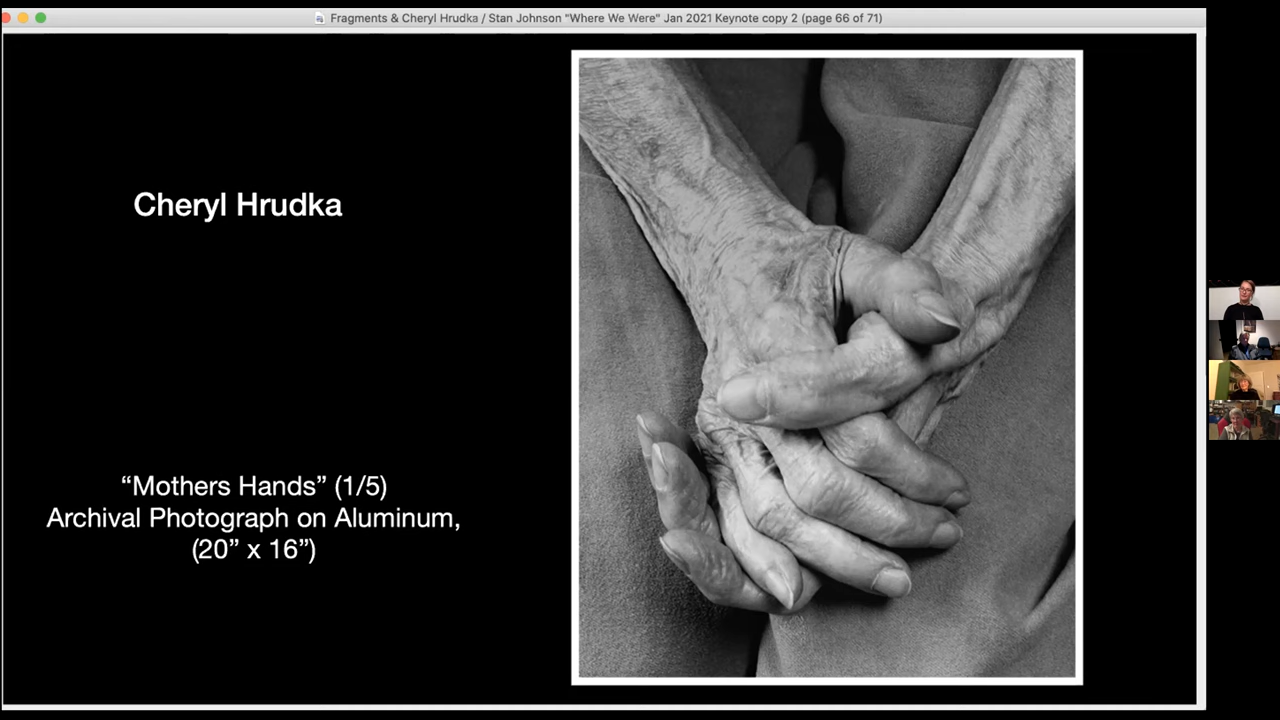 Fragments & Cheryl Hrudka / Stan Johnson "Where We Were" Jan 2021 Keynote copy 2 (page 66 of 71)
Cheryl Hrudka
“Mothers Hands” (1/5)
Archival Photograph on Aluminum,
(20” x 16”)